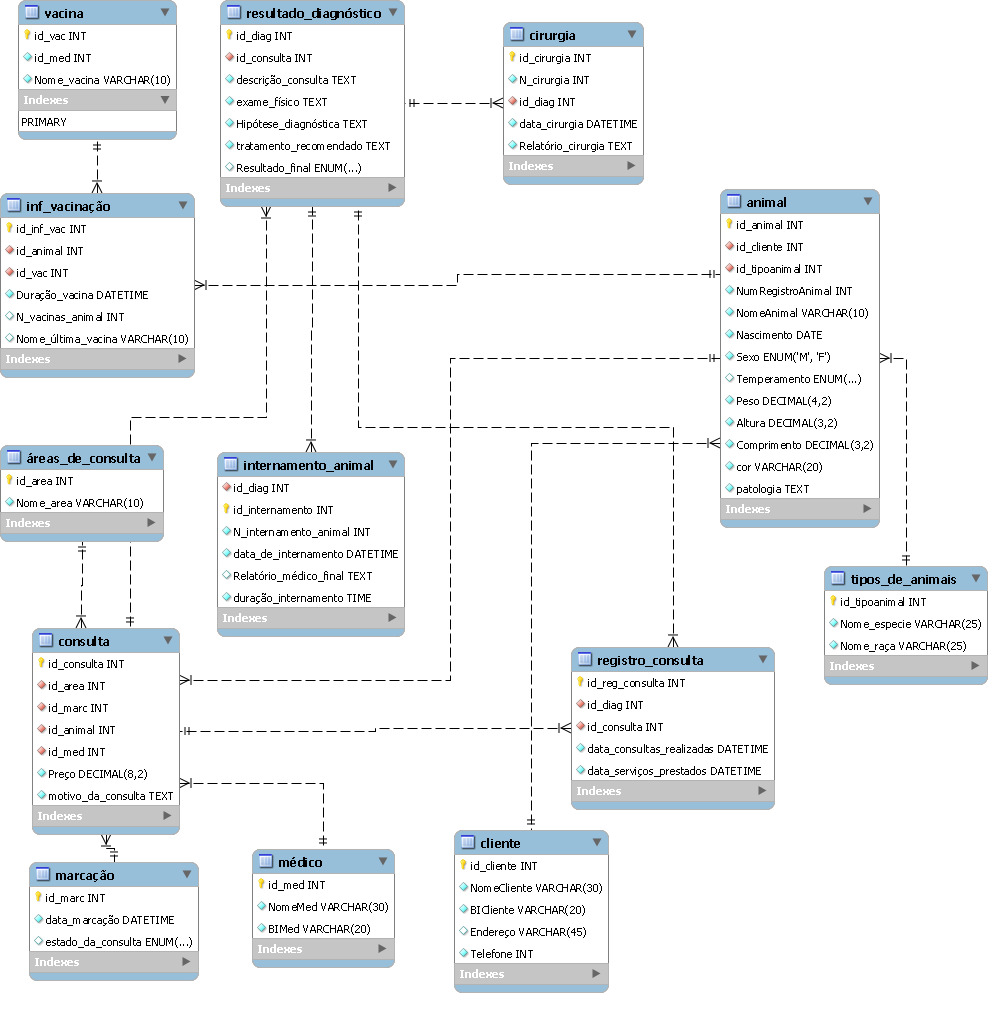 vacina
id_vac INT
id_med INT
Nome_vacina VARCHAR(10)
Indexes
PRIMARY
resultado_diagnóstico
id_diag INT
id_consulta INT
descrição_consulta TEXT
exame_físico TEXT
Hipótese_diagnóstica TEXT
tratamento_recomendado TEXT
Resultado_final ENUM(...)
Indexes
cirurgia
id_cirurgia INT
N_cirurgia INT
id_diag INT
data_cirurgia DATETIME
Relatório_cirurgia TEXT
Indexes
inf_vacinação
id_inf_vac INT
id_animal INT
id_vac INT
Duração_vacina DATETIME
N_vacinas_animal INT
Nome_última_vacina VARCHAR(10)
Indexes
animal
id_animal INT
id_cliente INT
id_tipoanimal INT
NumRegistroAnimal INT
NomeAnimal VARCHAR(10)
Nascimento DATE
Sexo ENUM('M', 'F')
Temperamento ENUM(...)
Peso DECIMAL(4,2)
Altura DECIMAL(3,2)
Comprimento DECIMAL(3,2)
cor VARCHAR(20)
patologia TEXT
Indexes
áreas_de_consulta
id_area INT
Nome_area VARCHAR(10)
Indexes
internamento_animal
id_diag INT
id_internamento INT
N_internamento_animal INT
data_de_internamento DATETIME
Relatório_médico_final TEXT
duração_internamento TIME
Indexes
tipos_de_animais
id_tipoanimal INT
Nome_especie VARCHAR(25)
Nome_raça VARCHAR(25)
Indexes
consulta
id_consulta INT
id_area INT
id_marc INT
id_animal INT
id_med INT
Preço DECIMAL(8,2)
motivo_da_consulta TEXT
Indexes
registro_consulta
id_reg_consulta INT
id_diag INT
id_consulta INT
data_consultas_realizadas DATETIME
data_serviços_prestados DATETIME
Indexes
marcação
id_marc INT
data_marcação DATETIME
estado_da_consulta ENUM(...)
Indexes
médico
id_med INT
NomeMed VARCHAR(30)
BIMed VARCHAR(20)
Indexes
cliente
id_cliente INT
NomeCliente VARCHAR(30)
BICliente VARCHAR(20)
Endereço VARCHAR(45)
Telefone INT
Indexes